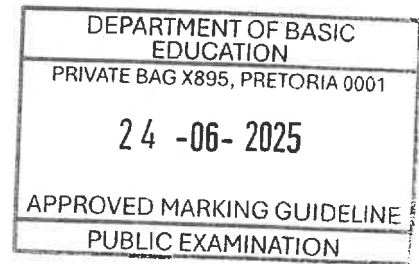 DEPARTMENT OF BASIC
EDUCATION
PRIVATE BAG X895, PRETORIA 0001
24 -06- 2025
APPROVED MARKING GUIDELINE
PUBLIC EXAMINATION